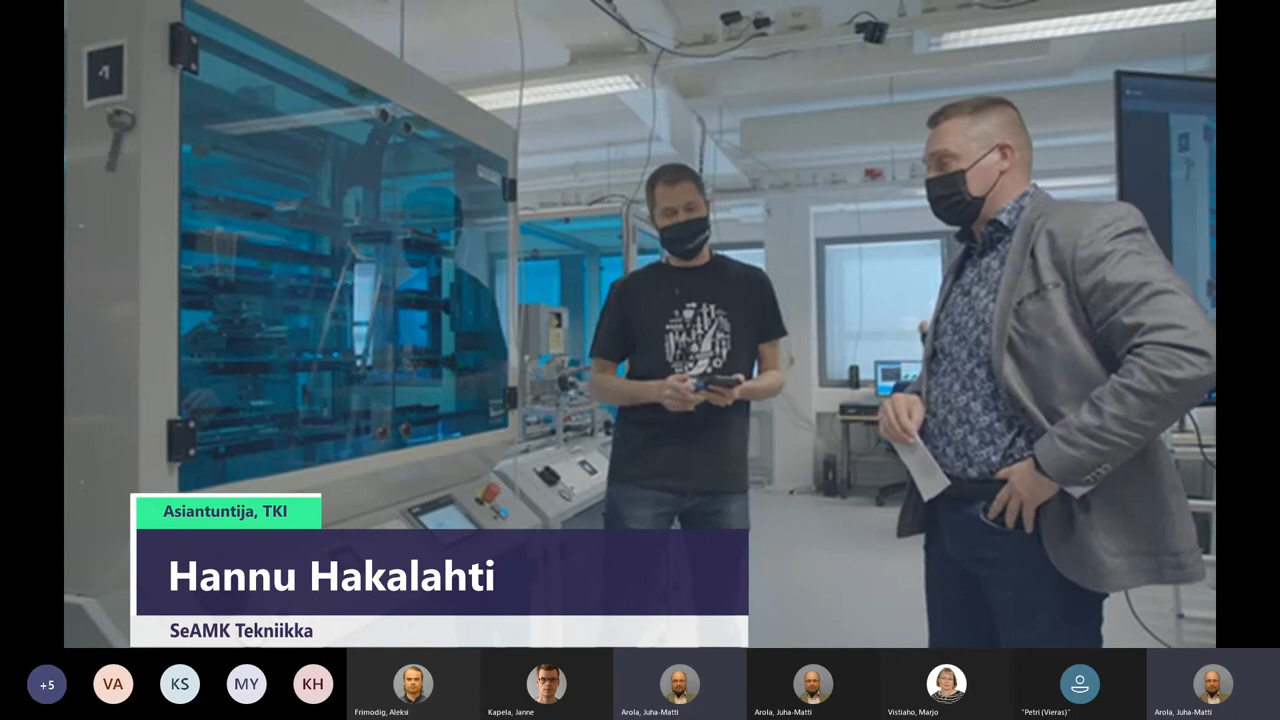 Asiantuntija, TKI
Hannu Hakalahti
SeAMK Tekniikka
+5
VA
KS
MY
KH
Frimodig, Aleksi
Kapela, Janne
Arola, Juha-Matti
Arola, Juha-Matti
Vistiaho, Marjo
"Petri (Vieras)"
Arola, Juha-Matti